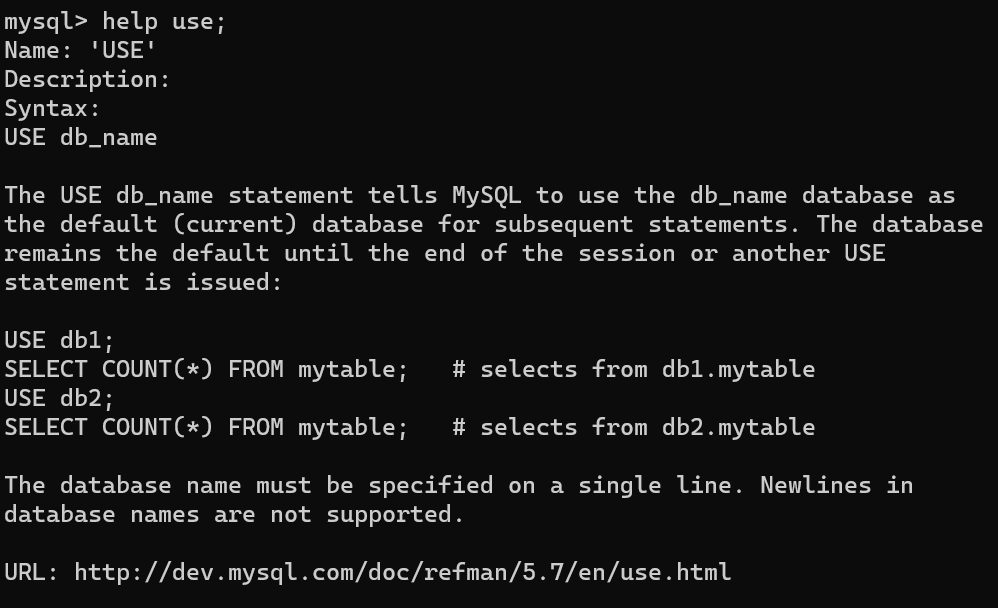 mysql> help use;
Name: 'USE'
Description:
Syntax:
USE db_name
The USE db_name statement tells MySQL to use the db_name database as
the default (current) database for subsequent statements. The database
remains the default until the end of the session or another USE
statement is issued:
USE db1;
SELECT COUNT(*) FROM mytable;   # selects from db1.mytable
USE db2;
SELECT COUNT(*) FROM mytable;   # selects from db2.mytable
The database name must be specified on a single line. Newlines in
database names are not supported.
URL: http://dev.mysql.com/doc/refman/5.7/en/use.html